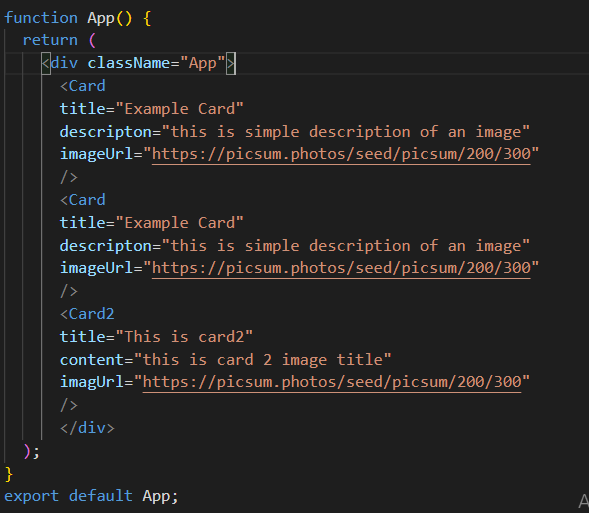 function App() {
  return (
    <div className="App">
      <Card
      title="Example Card"
      descripton="this is simple description of an image"
      imageUrl="https://picsum.photos/seed/picsum/200/300"
      />
      <Card
      title="Example Card"
      descripton="this is simple description of an image"
      imageUrl="https://picsum.photos/seed/picsum/200/300"
      />
      <Card2
      title="This is card2"
      content="this is card 2 image title"
      imagUrl="https://picsum.photos/seed/picsum/200/300"
      />
      </div>
  );
}
export default App;